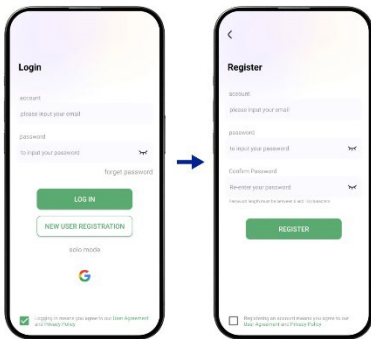 Login
account
please input your email
password
to input your password
forget password
LOG IN
NEW USER REGISTRATION
solo mode
G
Logging in means you agree to our User Agreement
and Privacy Policy
Register
account
please input your email
password
to input your password
Confirm Password
Re-enter your password
REGISTER
Registering an account means you agree to our
User Agreement and Privacy Policy